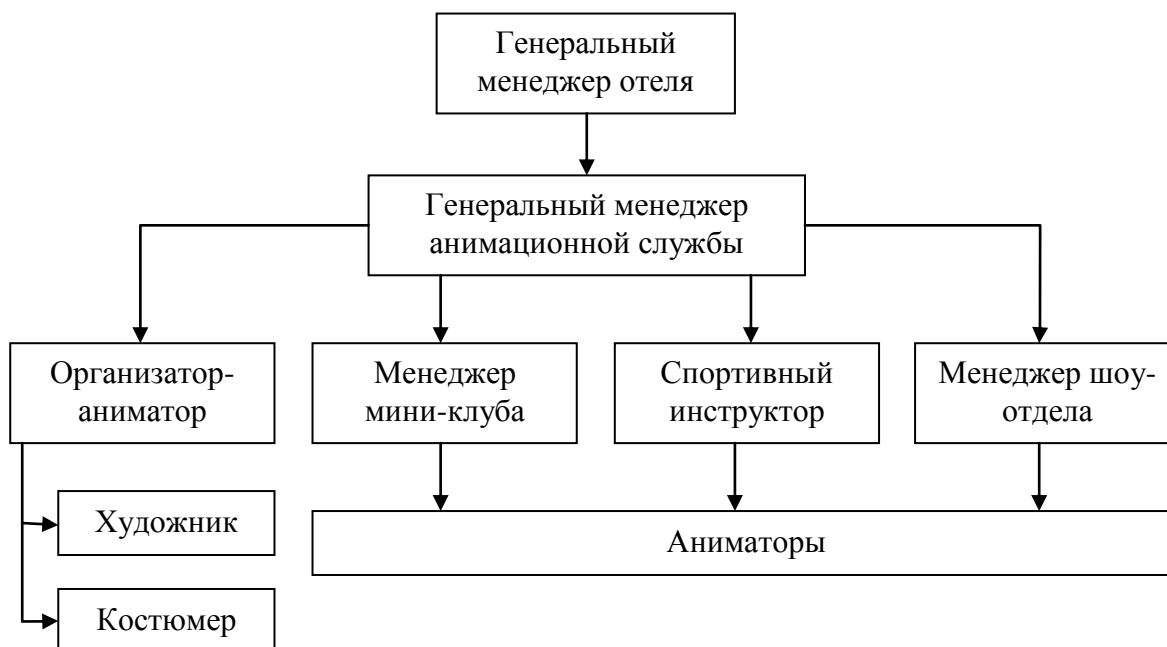 Генеральный
менеджер отеля
Генеральный менеджер
анимационной службы
Организатор-
аниматор
Менеджер
мини-клуба
Спортивный
инструктор
Менеджер шоу-
отдела
Художник
Костюмер
Аниматоры